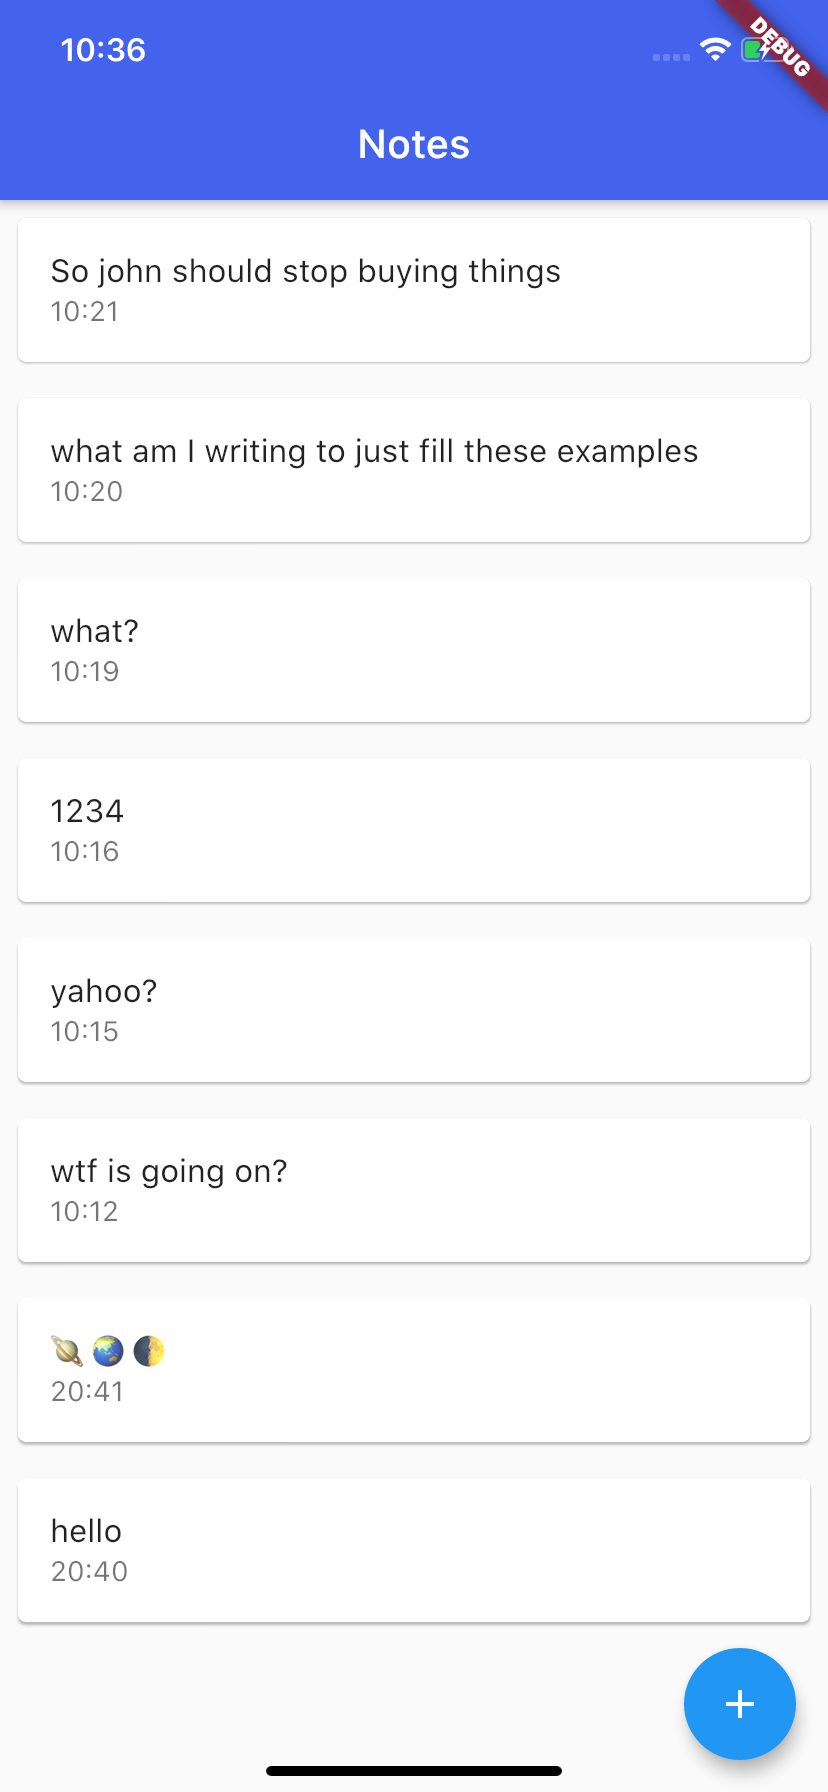 10:36
DEBUG
Notes
So john should stop buying things
10:21
what am I writing to just fill these examples
10:20
what?
10:19
1234
10:16
yahoo?
10:15
wtf is going on?
10:12
🪐 🌏 🌓
20:41
hello
20:40